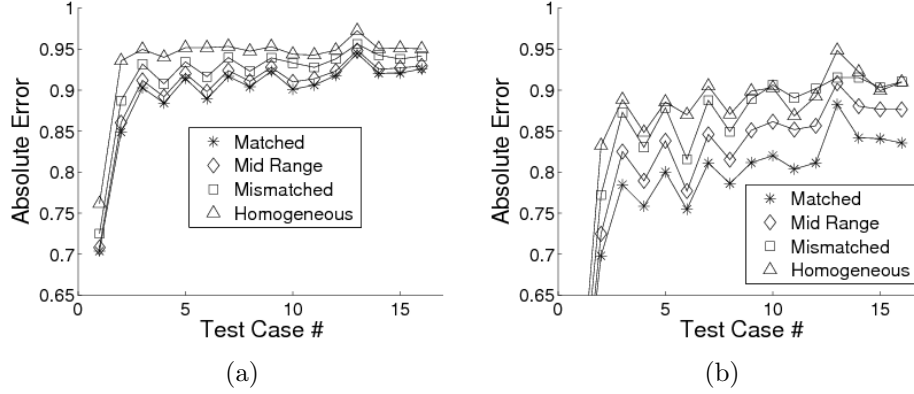 1
0.95
0.9
0.85
0.8
0.75
0.7
0.65
0 5 10 15
Absolute Error
Test Case #
Matched
Mid Range
Mismatched
Homogeneous
(a)
1
0.95
0.9
0.85
0.8
0.75
0.7
0.65
0 5 10 15
Absolute Error
Test Case #
Matched
Mid Range
Mismatched
Homogeneous
(b)